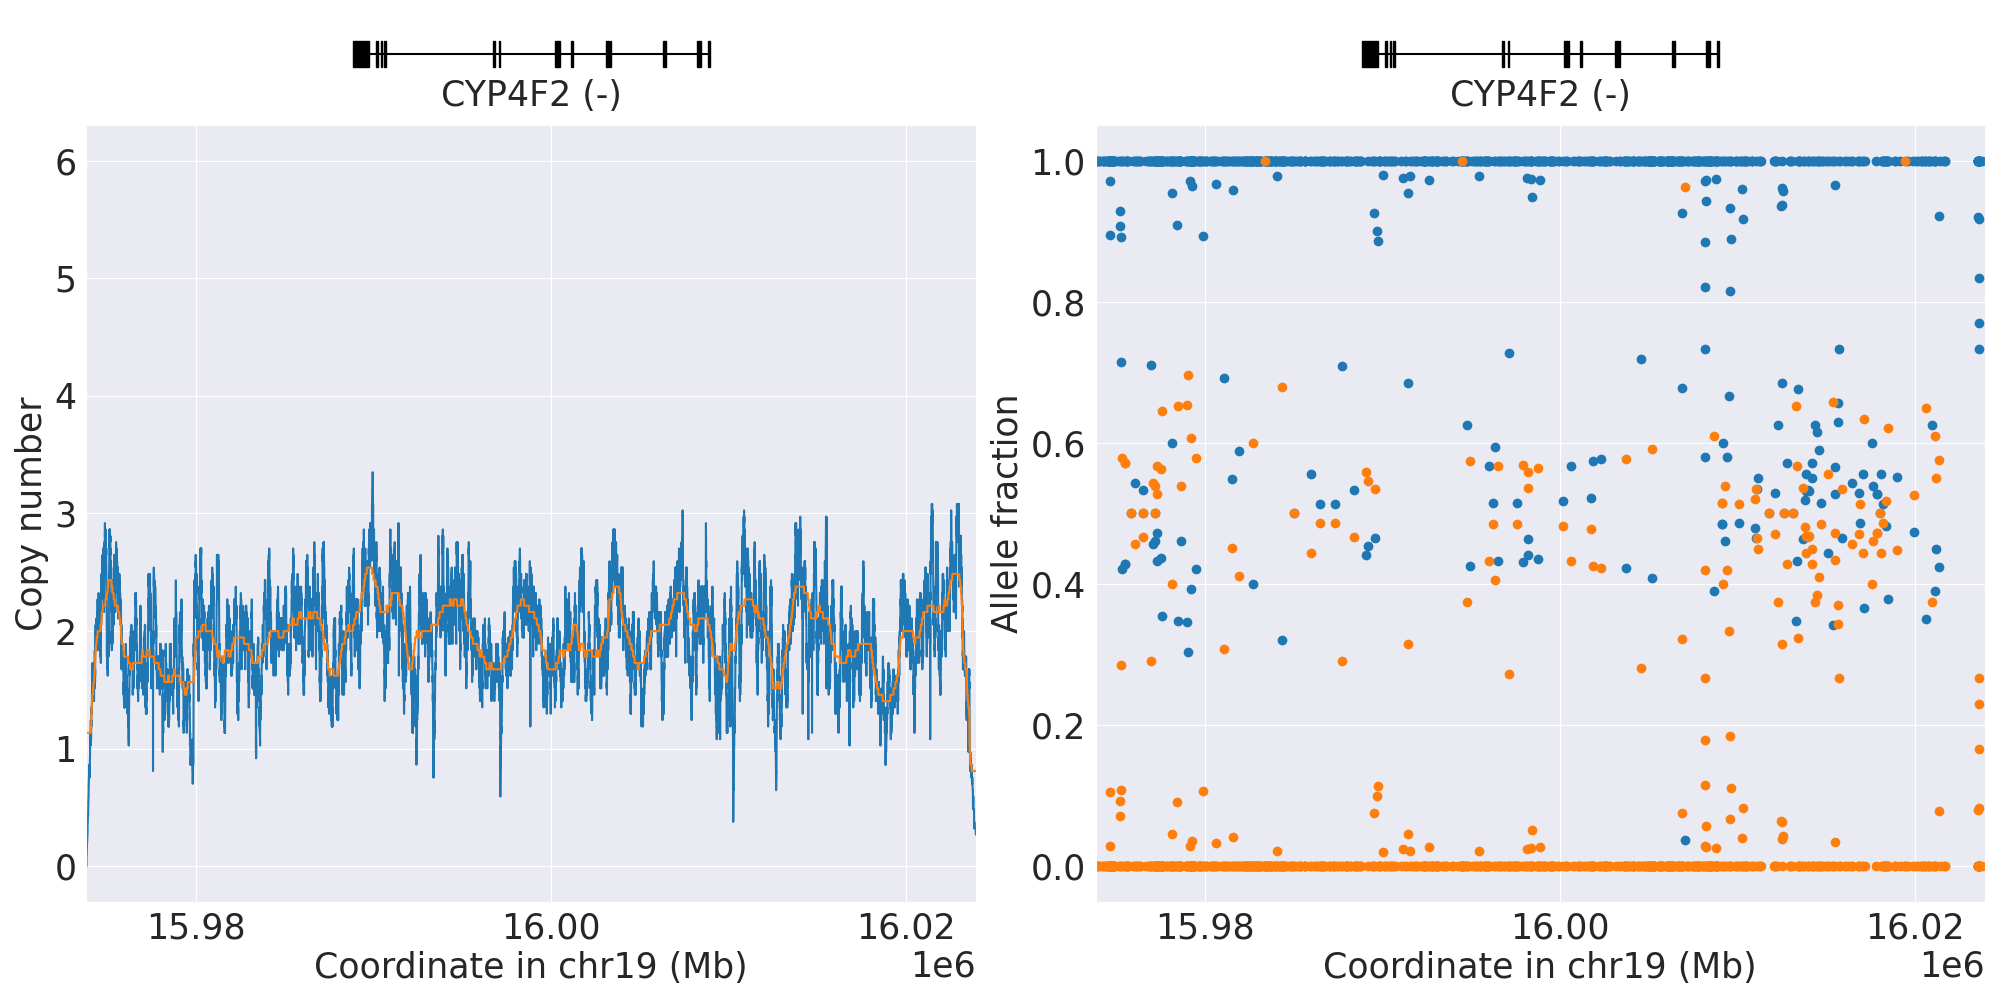 CYP4F2 (-)
CYP4F2 (-)
Copy number
6
5
4
3
2
1
0
15.98
16.00
16.02
Coordinate in chr19 (Mb)
1e6
Allele fraction
1.0
0.8
0.6
0.4
0.2
0.0
15.98
16.00
16.02
Coordinate in chr19 (Mb)
1e6